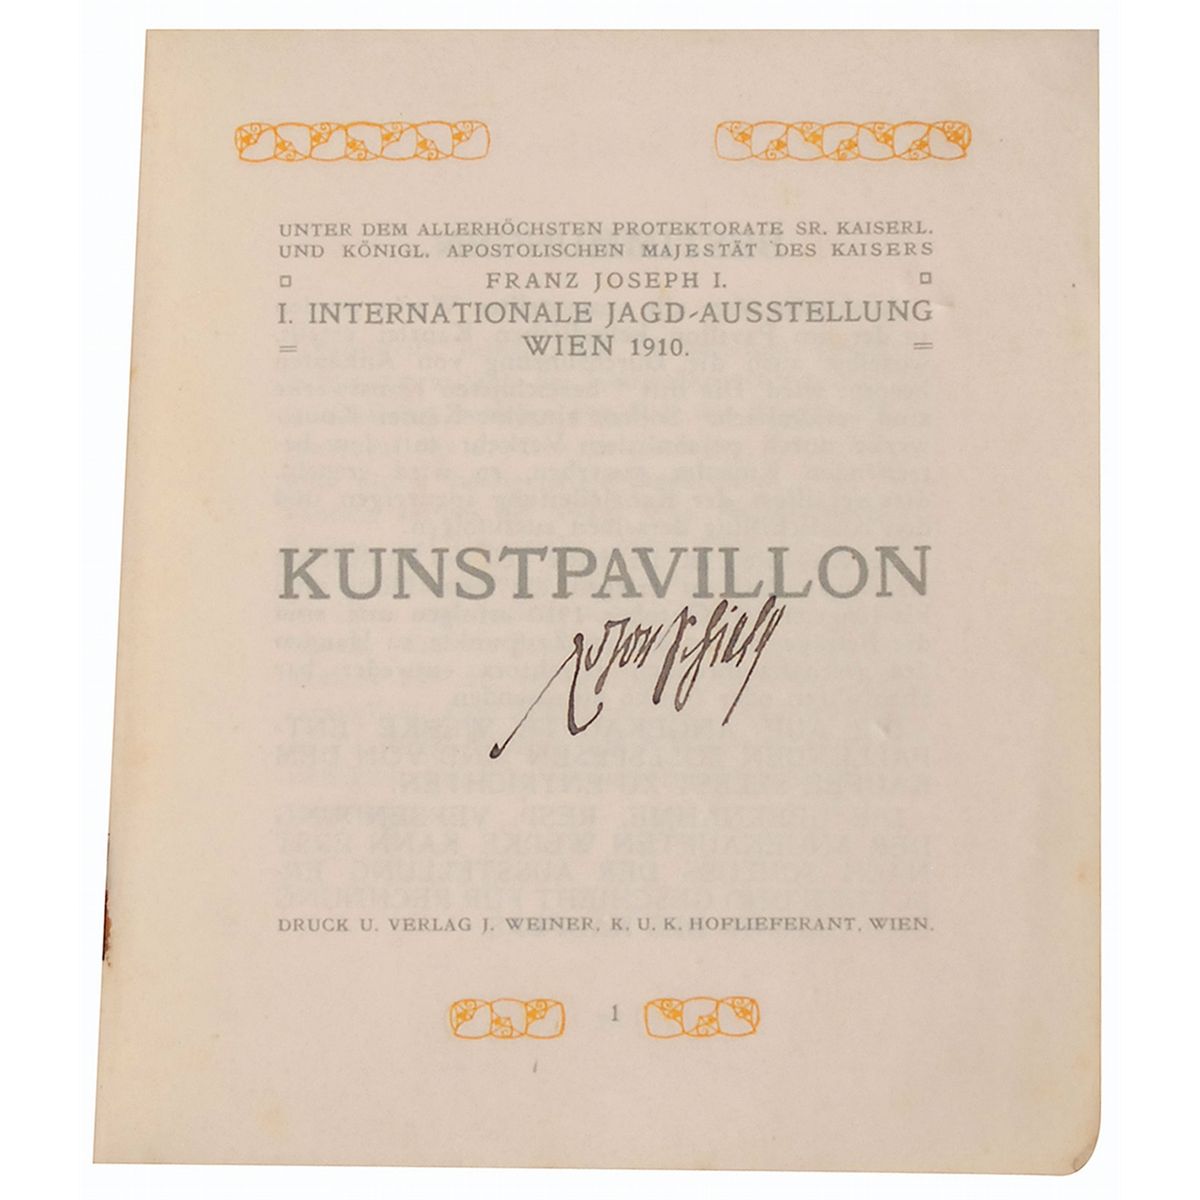 UNTER DEM ALLERHÖCHSTEN PROTEKTORATE SR. KAISERL.
UND KÖNIGL. APOSTOLISCHEN MAJESTÄT DES KAISERS
FRANZ JOSEPH I.
I. INTERNATIONALE JAGD-AUSSTELLUNG
= WIEN 1910. =
KUNSTPAVILLON
DRUCK U. VERLAG J. WEINER, K. U. K. HOFLIEFERANT, WIEN.
1